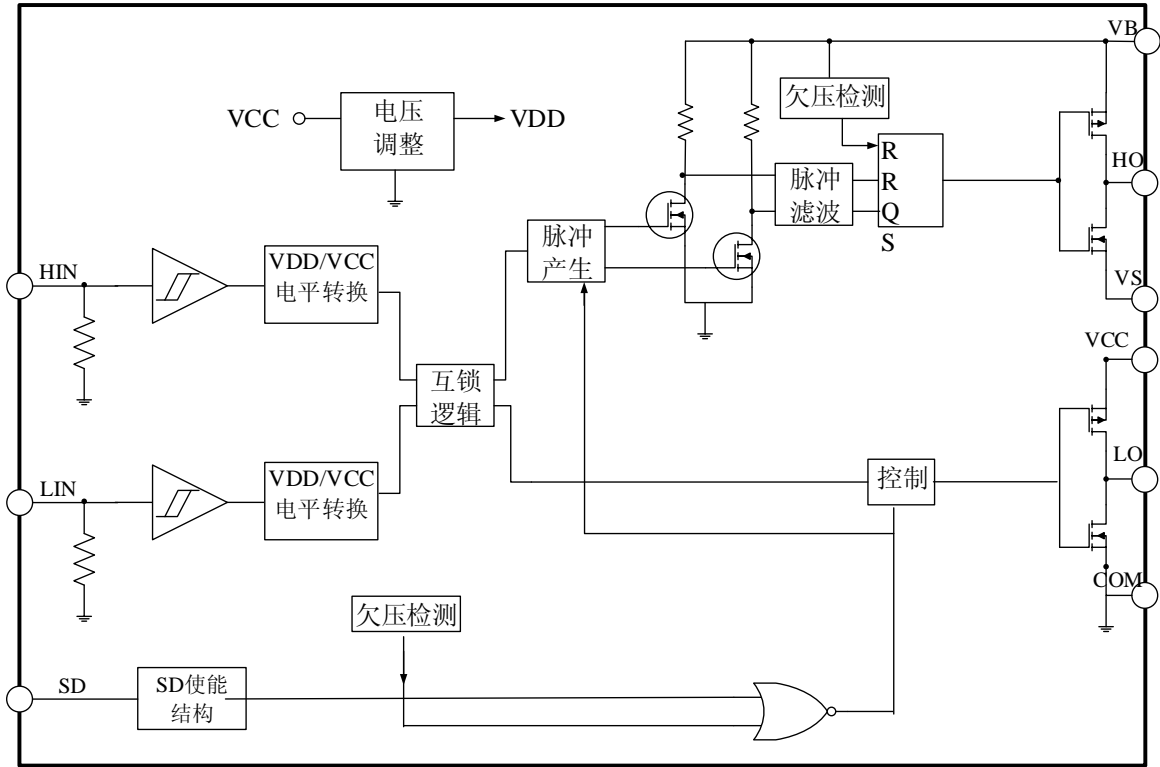 VB
欠压检测
VCC
电压
调整
VDD
R
R
Q
S
HO
脉冲
滤波
脉冲
产生
HIN
VDD/VCC
电平转换
VS
VCC
互锁
逻辑
LIN
VDD/VCC
电平转换
控制
LO
COM
欠压检测
SD
SD使能
结构